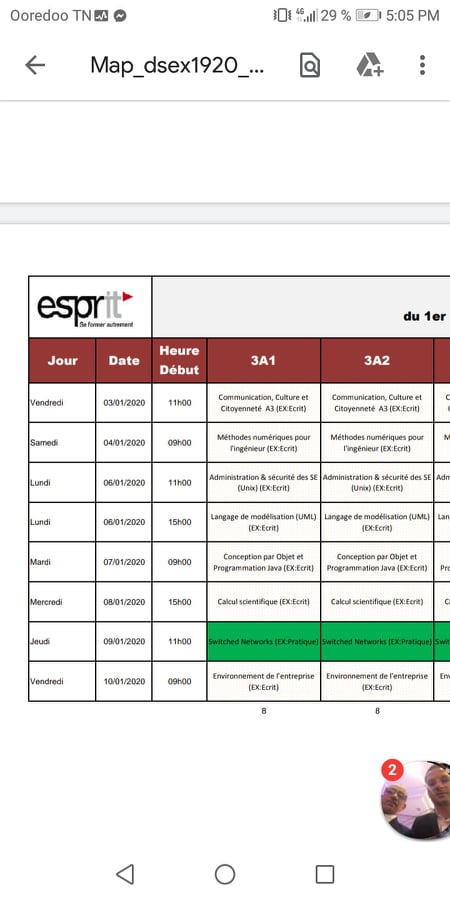 Ooredoo TN 4G 29 % 5:05 PM
Map_dsex1920_...
esprit
Se former autrement
du 1er
Jour Date Heure Début 3A1 3A2
Vendredi 03/01/2020 11h00 Communication, Culture et Citoyenneté A3 (EX:Ecrit) Communication, Culture et Citoyenneté A3 (EX:Ecrit) C
Samedi 04/01/2020 09h00 Méthodes numériques pour l'ingénieur (EX:Ecrit) Méthodes numériques pour l'ingénieur (EX:Ecrit) M
Lundi 06/01/2020 11h00 Administration & sécurité des SE (Unix) (EX:Ecrit) Administration & sécurité des SE (Unix) (EX:Ecrit) Adm
Lundi 06/01/2020 15h00 Langage de modélisation (UML) (EX:Ecrit) Langage de modélisation (UML) (EX:Ecrit) Lan
Mardi 07/01/2020 09h00 Conception par Objet et Programmation Java (EX:Ecrit) Conception par Objet et Programmation Java (EX:Ecrit) Pro
Mercredi 08/01/2020 15h00 Calcul scientifique (EX:Ecrit) Calcul scientifique (EX:Ecrit) C
Jeudi 09/01/2020 11h00 Switched Networks (EX:Pratique) Switched Networks (EX:Pratique) Swit
Vendredi 10/01/2020 09h00 Environnement de l'entreprise (EX:Ecrit) Environnement de l'entreprise (EX:Ecrit) En
8 8
2